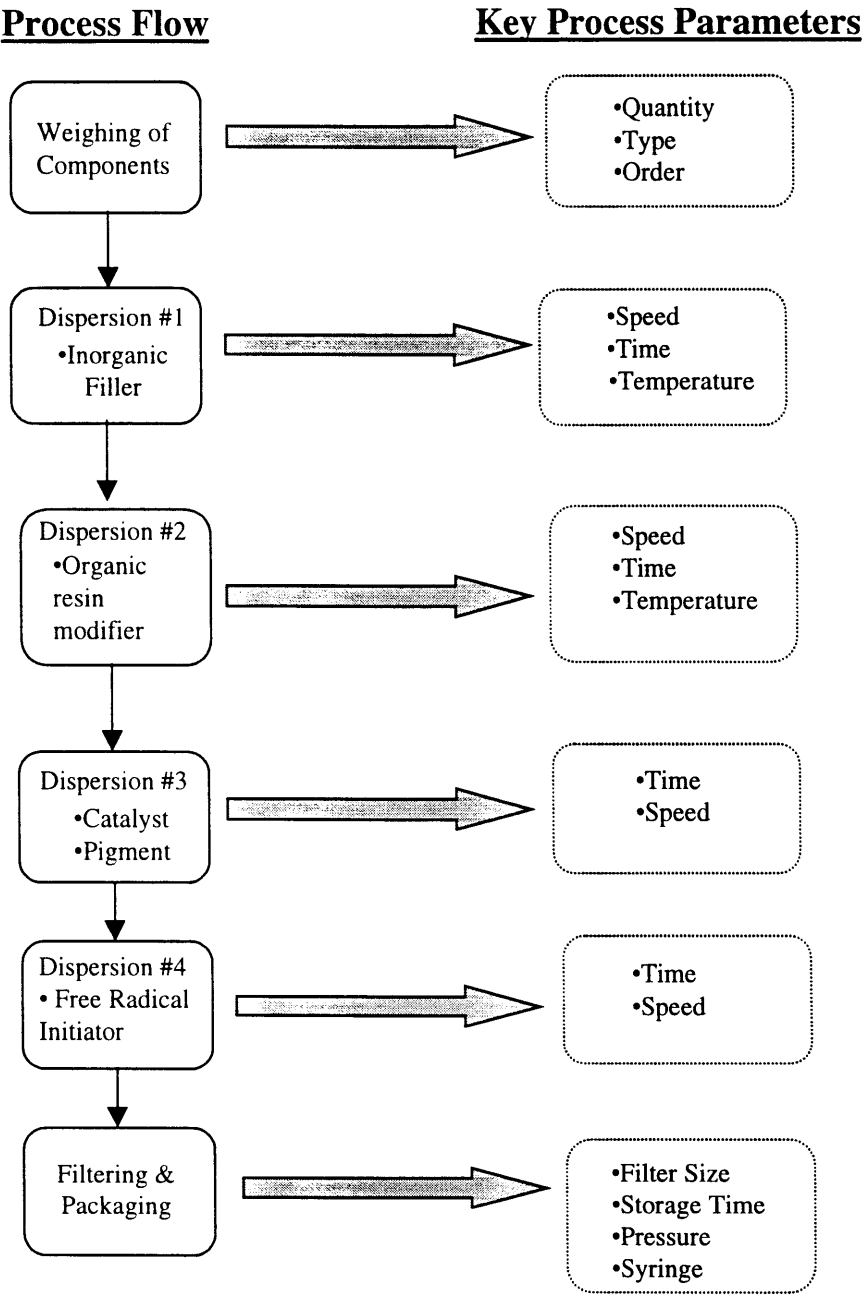 Process Flow
Key Process Parameters
Weighing of
Components
•Quantity
•Type
•Order
Dispersion #1
•Inorganic
Filler
•Speed
•Time
•Temperature
Dispersion #2
•Organic
resin
modifier
•Speed
•Time
•Temperature
Dispersion #3
•Catalyst
•Pigment
•Time
•Speed
Dispersion #4
• Free Radical
Initiator
•Time
•Speed
Filtering &
Packaging
•Filter Size
•Storage Time
•Pressure
•Syringe